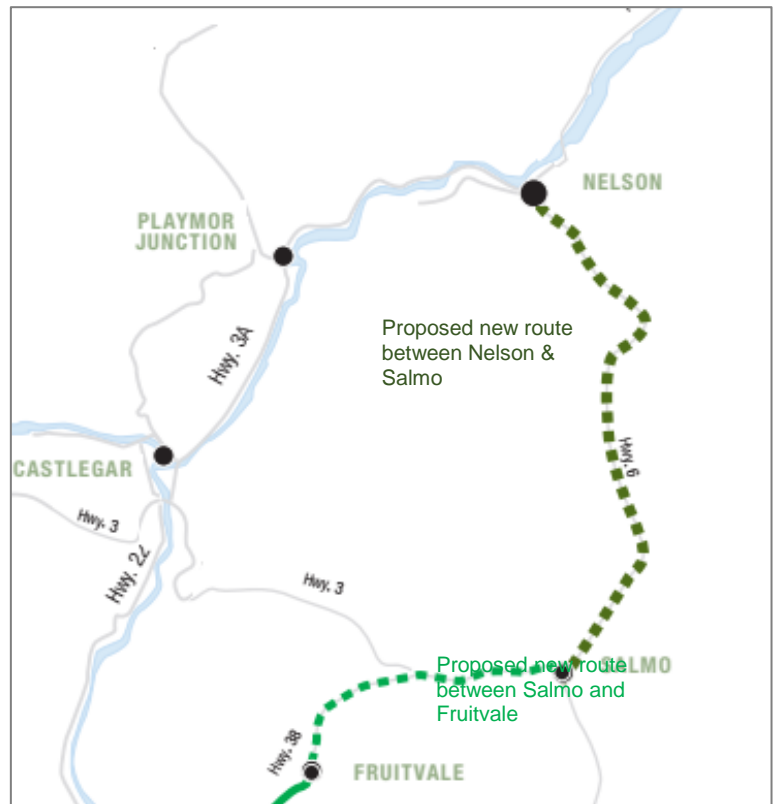 NELSON
PLAYMOR
JUNCTION
Proposed new route
between Nelson &
Salmo
Hwy. 3A
Hwy. 6
CASTLEGAR
Hwy. 3
Hwy. 22
Hwy. 3
SALMO
Proposed new route
between Salmo and
Fruitvale
Hwy. 3B
FRUITVALE